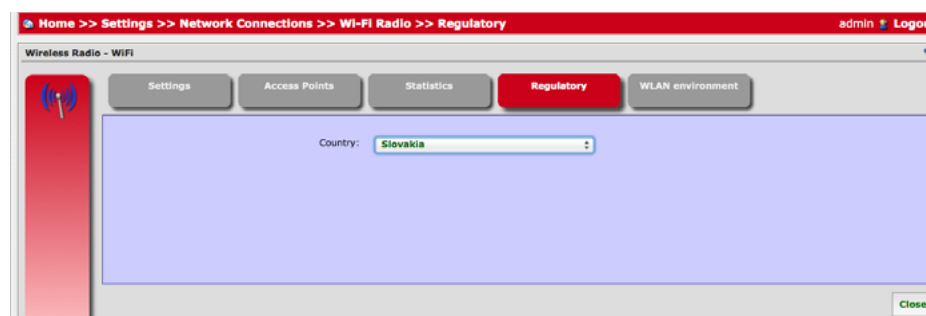 Home >> Settings >> Network Connections >> Wi-Fi Radio >> Regulatory admin
Wireless Radio - WiFi
Settings Access Points Statistics Regulatory WLAN environment
Country: Slovakia
Close